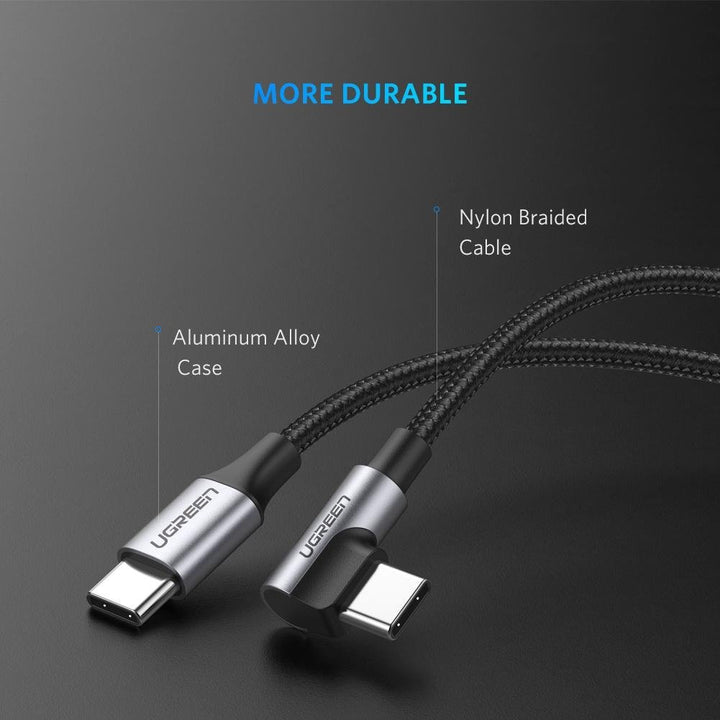 MORE DURABLE
Nylon Braided
Cable
Aluminum Alloy
Case
UGREEN
UGREEN